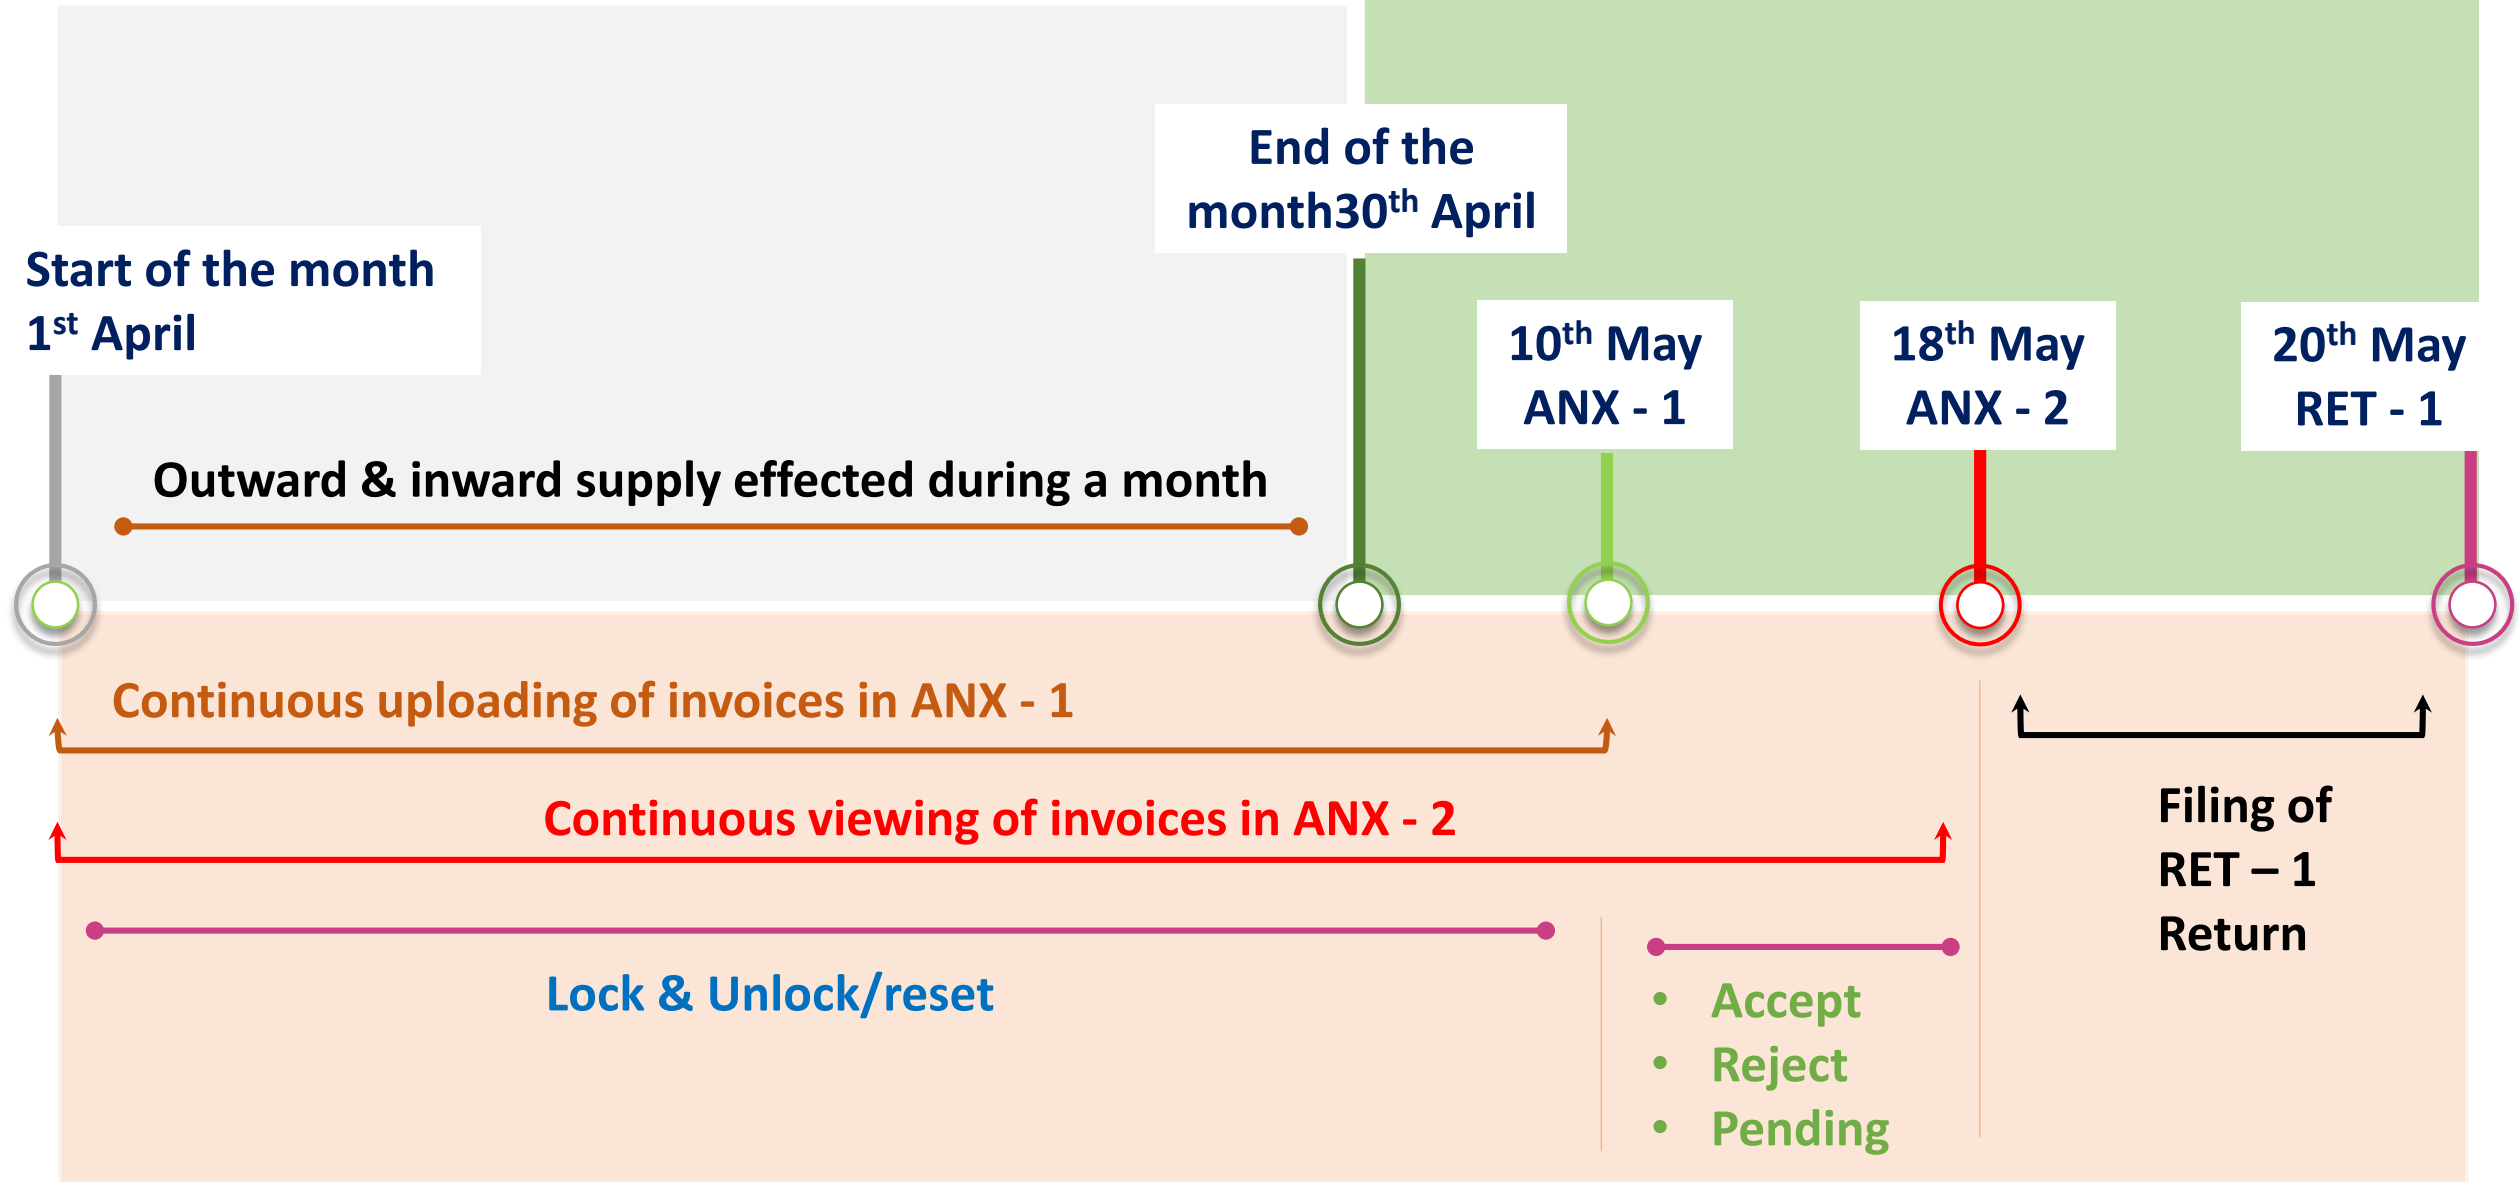 End of the
month30th April
Start of the month
1st April
10th May
ANX - 1
18th May
ANX - 2
20th May
RET - 1
Outward & inward supply effected during a month
Continuous uploading of invoices in ANX - 1
Continuous viewing of invoices in ANX - 2
Filing of
RET – 1
Return
Lock & Unlock/reset
• Accept
• Reject
• Pending